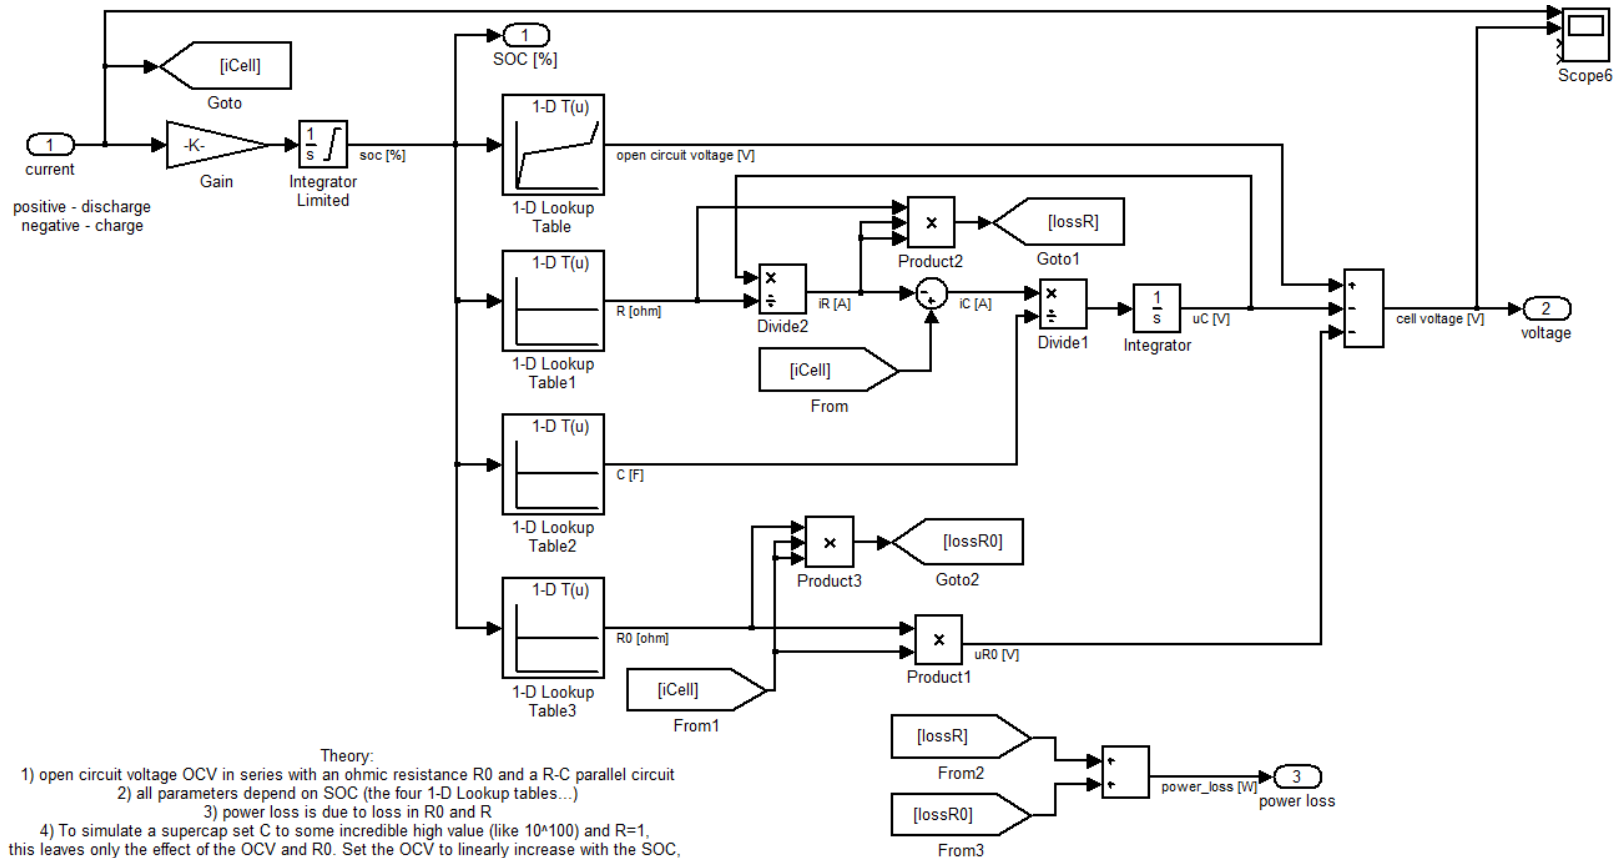 1
SOC [%]
Scope6
[iCell]
Goto
1
current
-K-
Gain
1
s
Integrator
Limited
soc [%]
positive - discharge
negative - charge
1-D T(u)
1-D Lookup
Table
open circuit voltage [V]
×
Product2
[lossR]
Goto1
1-D T(u)
1-D Lookup
Table1
R [ohm]
×
÷
Divide2
iR [A]
-
+
iC [A]
×
÷
Divide1
1
s
Integrator
uC [V]
+
-
-
cell voltage [V]
2
voltage
[iCell]
From
1-D T(u)
1-D Lookup
Table2
C [F]
×
Product3
[lossR0]
Goto2
1-D T(u)
1-D Lookup
Table3
R0 [ohm]
×
Product1
uR0 [V]
[iCell]
From1
[lossR]
From2
[lossR0]
From3
+
+
power_loss [W]
3
power loss
Theory:
1) open circuit voltage OCV in series with an ohmic resistance R0 and a R-C parallel circuit
2) all parameters depend on SOC (the four 1-D Lookup tables...)
3) power loss is due to loss in R0 and R
4) To simulate a supercap set C to some incredible high value (like 10^100) and R=1,
this leaves only the effect of the OCV and R0. Set the OCV to linearly increase with the SOC,